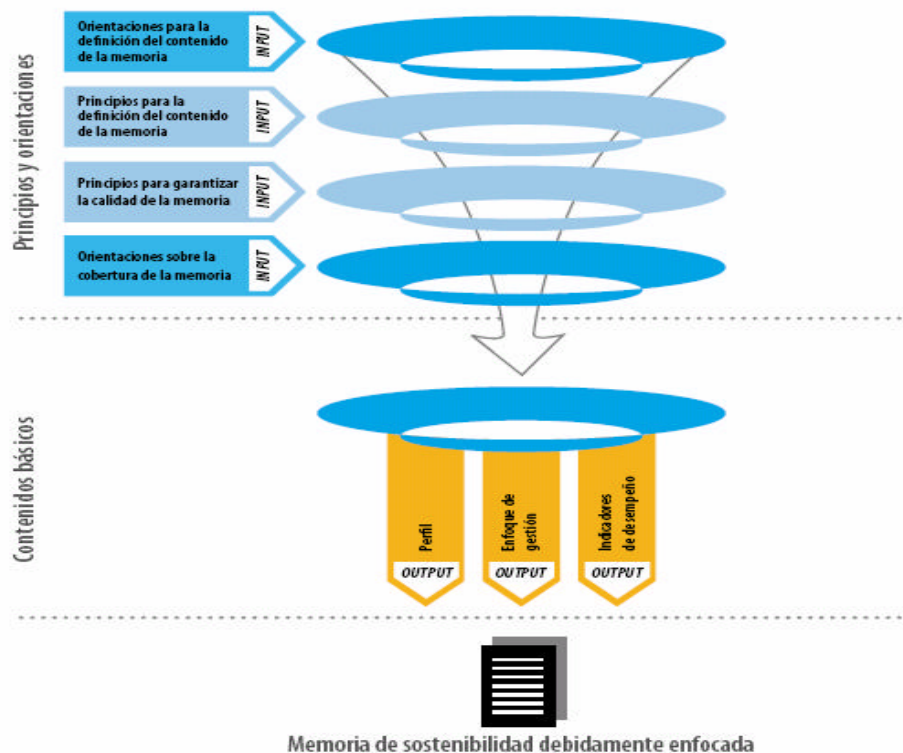 Principios y orientaciones
Orientaciones para la
definición del contenido
de la memoria
INPUT
Principios para la
definición del contenido
de la memoria
INPUT
Principios para garantizar
la calidad de la memoria
INPUT
Orientaciones sobre la
cobertura de la memoria
INPUT
Contenidos básicos
Perfil
OUTPUT
Enfoque de
gestión
OUTPUT
Indicadores
de desempeño
OUTPUT
Memoria de sostenibilidad debidamente enfocada